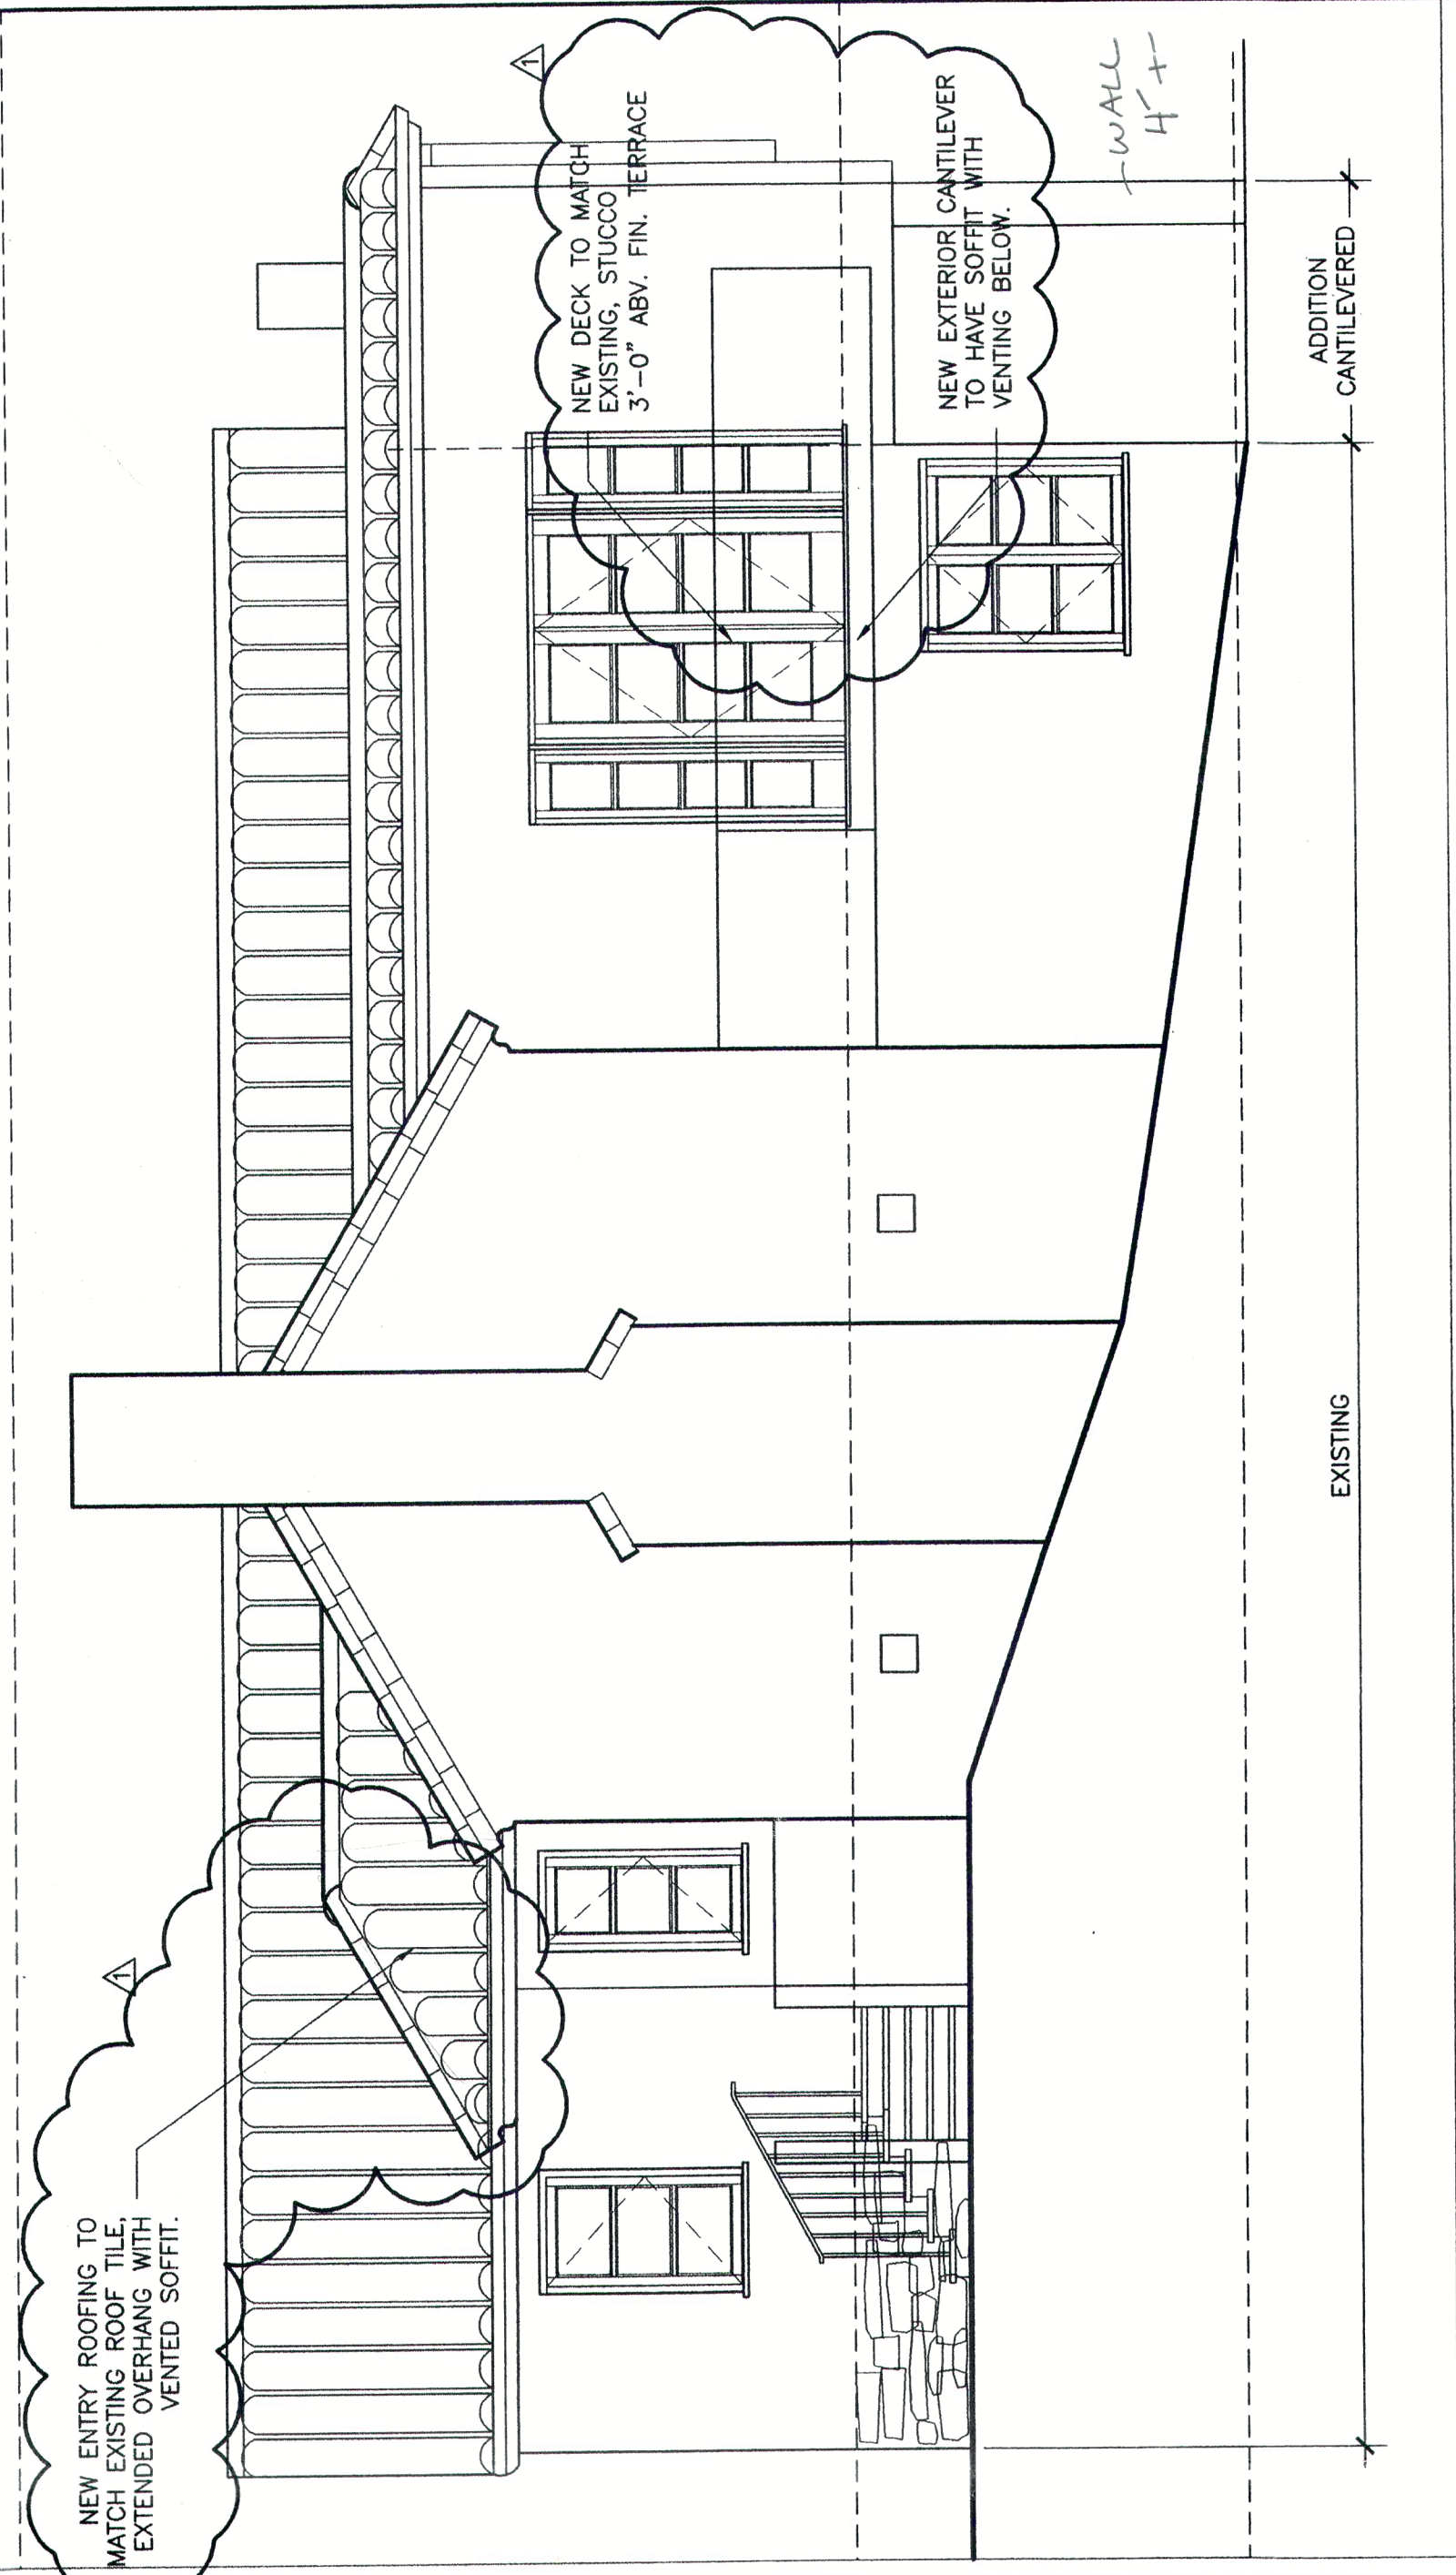 NEW ENTRY ROOFING TO
MATCH EXISTING ROOF TILE,
EXTENDED OVERHANG WITH
VENTED SOFFIT.
1
1
NEW DECK TO MATCH
EXISTING, STUCCO
3'-0" ABV. FIN. TERRACE
NEW EXTERIOR CANTILEVER
TO HAVE SOFFIT WITH
VENTING BELOW.
~WALL
4' +-
EXISTING
ADDITION
CANTILEVERED